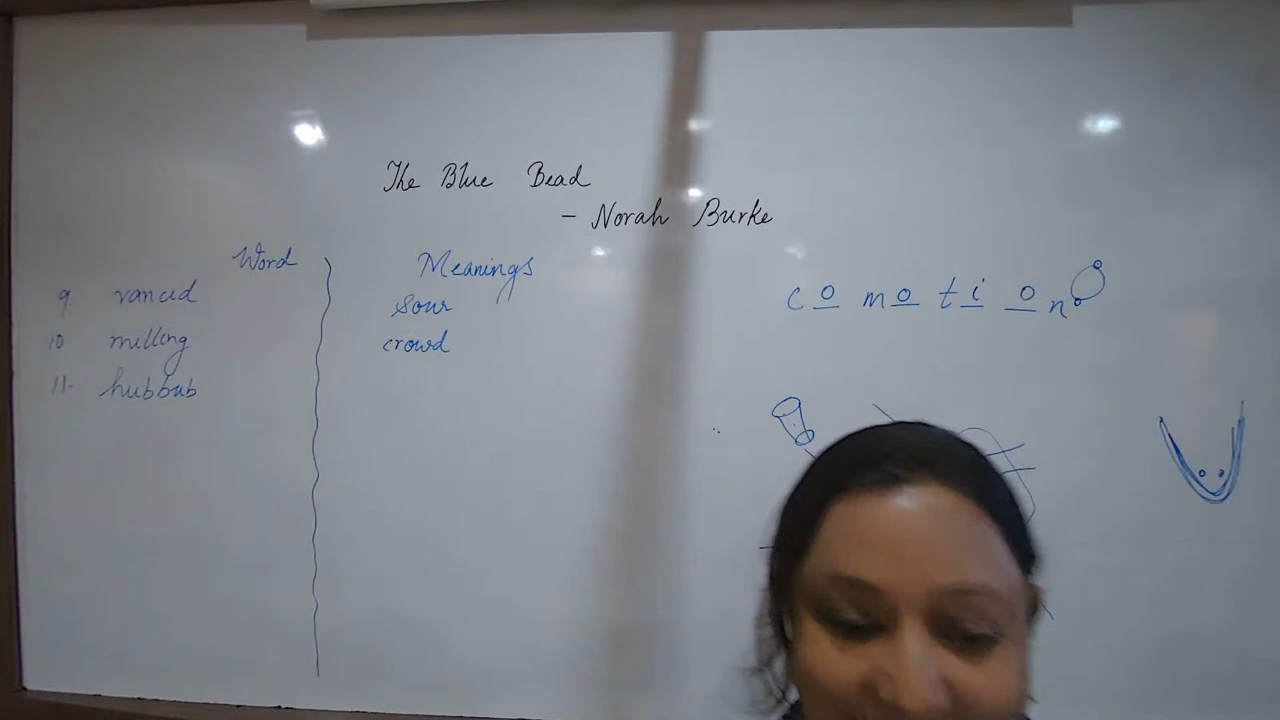 The Blue Bead
- Norah Burke
Word Meanings
9. rancid sour
10 milling crowd
11. hubbub
c o m o t i o n